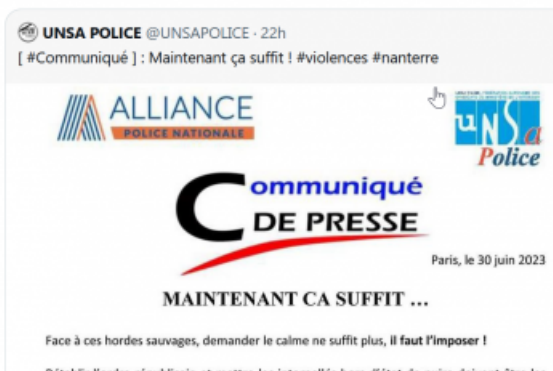 UNSA POLICE @UNSAPOLICE · 22h
[ #Communiqué ] : Maintenant ça suffit ! #violences #nanterre
ALLIANCE
POLICE NATIONALE
UNSa
Police
Communiqué
DE PRESSE
Paris, le 30 juin 2023
MAINTENANT CA SUFFIT ...
Face à ces hordes sauvages, demander le calme ne suffit plus, il faut l'imposer !